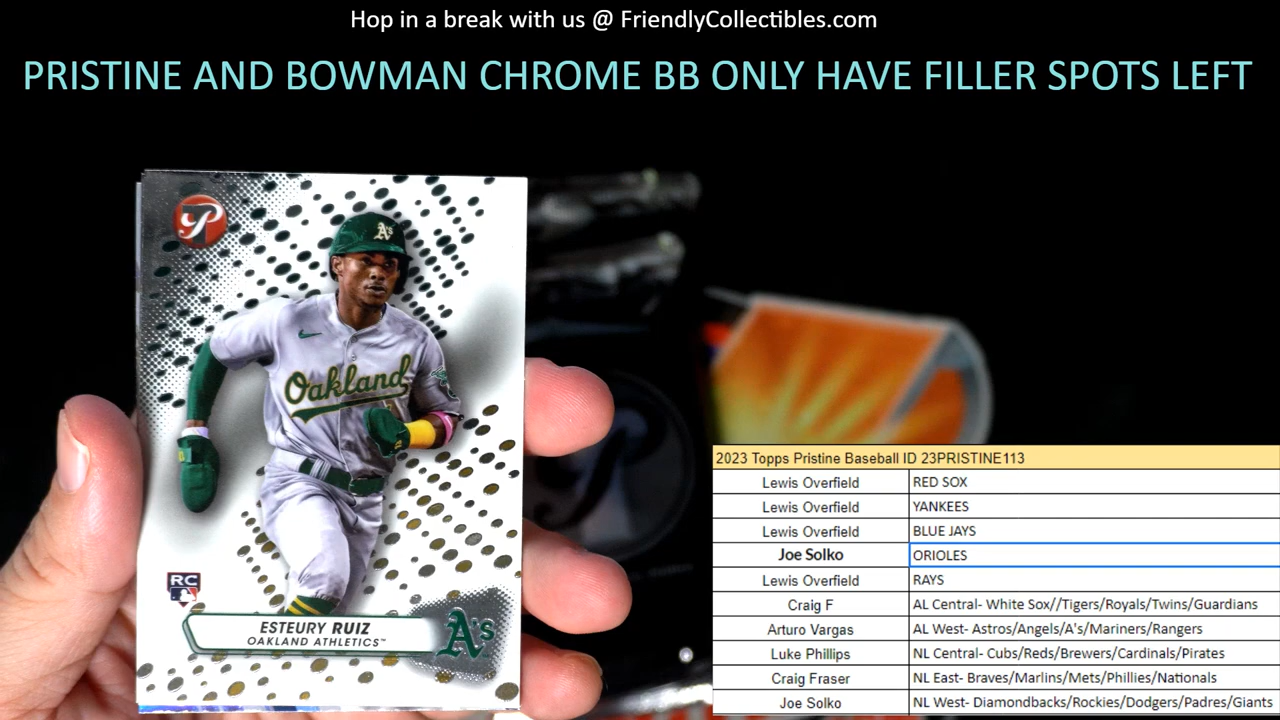 Hop in a break with us @ FriendlyCollectibles.com
PRISTINE AND BOWMAN CHROME BB ONLY HAVE FILLER SPOTS LEFT
P
A's
Oakland
RC
ESTEURY RUIZ
OAKLAND ATHLETICS™
A's
2023 Topps Pristine Baseball ID 23PRISTINE113
Lewis Overfield RED SOX
Lewis Overfield YANKEES
Lewis Overfield BLUE JAYS
Joe Solko ORIOLES
Lewis Overfield RAYS
Craig F AL Central- White Sox//Tigers/Royals/Twins/Guardians
Arturo Vargas AL West- Astros/Angels/A's/Mariners/Rangers
Luke Phillips NL Central- Cubs/Reds/Brewers/Cardinals/Pirates
Craig Fraser NL East- Braves/Marlins/Mets/Phillies/Nationals
Joe Solko NL West- Diamondbacks/Rockies/Dodgers/Padres/Giants